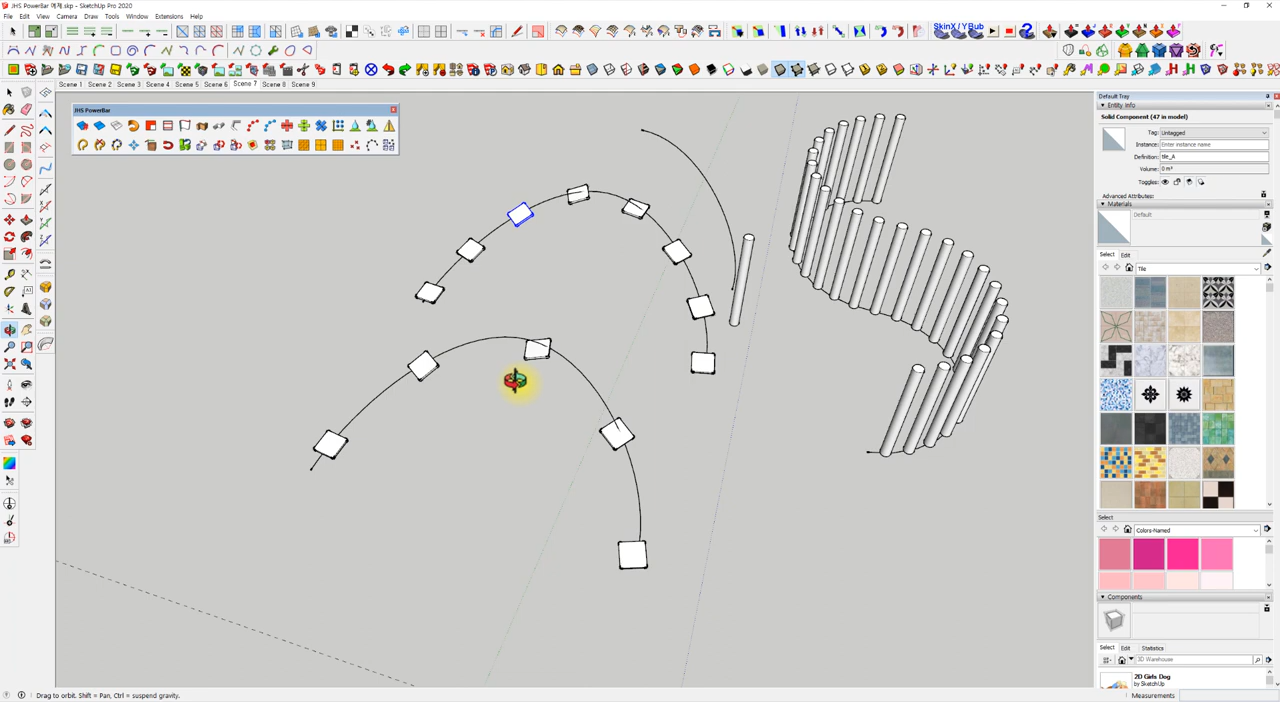 JHS PowerBar 예제.skp - SketchUp Pro 2020
File Edit View Camera Draw Tools Window Extensions Help
SkinX/YBub
Scene 1 Scene 2 Scene 3 Scene 4 Scene 5 Scene 6 Scene 7 Scene 8 Scene 9
JHS PowerBar
Default Tray
Entity Info
Solid Component (47 in model)
Tag: Untagged
Instance: Enter instance name
Definition: tile_A
Volume: 0 m³
Toggles:
Advanced Attributes:
Materials
Default
Select Edit
Tile
Select
Colors-Named
Components
Select Edit Statistics
3D Warehouse
2D Girls Dog
by SketchUp
Drag to orbit. Shift = Pan, Ctrl = suspend gravity.
Measurements